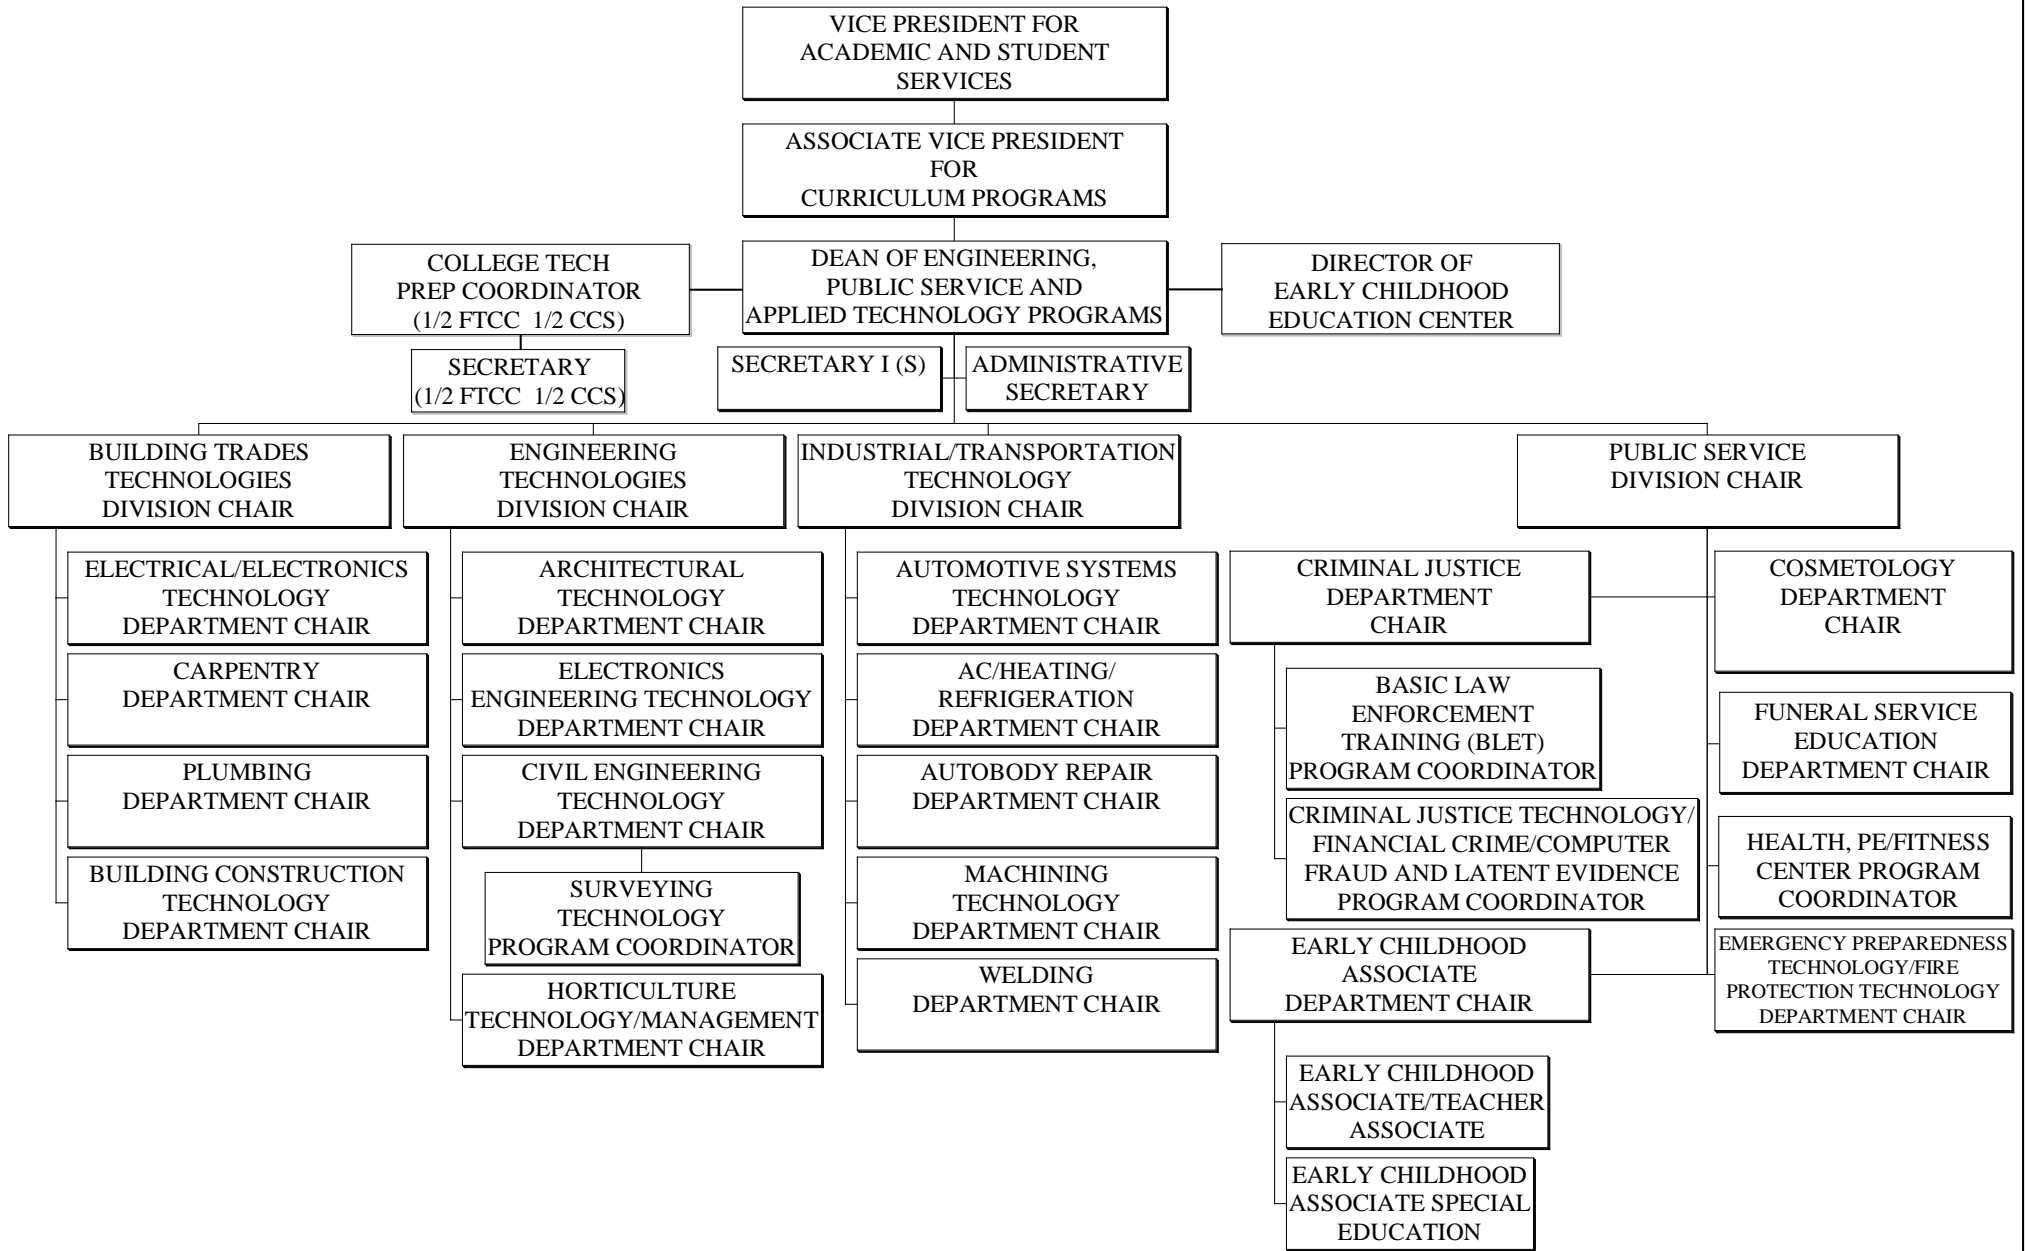 VICE PRESIDENT FOR
ACADEMIC AND STUDENT
SERVICES
ASSOCIATE VICE PRESIDENT
FOR
CURRICULUM PROGRAMS
COLLEGE TECH
PREP COORDINATOR
(1/2 FTCC 1/2 CCS)
DEAN OF ENGINEERING,
PUBLIC SERVICE AND
APPLIED TECHNOLOGY PROGRAMS
DIRECTOR OF
EARLY CHILDHOOD
EDUCATION CENTER
SECRETARY
(1/2 FTCC 1/2 CCS)
SECRETARY I (S)
ADMINISTRATIVE
SECRETARY
BUILDING TRADES
TECHNOLOGIES
DIVISION CHAIR
ELECTRICAL/ELECTRONICS
TECHNOLOGY
DEPARTMENT CHAIR
CARPENTRY
DEPARTMENT CHAIR
PLUMBING
DEPARTMENT CHAIR
BUILDING CONSTRUCTION
TECHNOLOGY
DEPARTMENT CHAIR
ENGINEERING
TECHNOLOGIES
DIVISION CHAIR
ARCHITECTURAL
TECHNOLOGY
DEPARTMENT CHAIR
ELECTRONICS
ENGINEERING TECHNOLOGY
DEPARTMENT CHAIR
CIVIL ENGINEERING
TECHNOLOGY
DEPARTMENT CHAIR
SURVEYING
TECHNOLOGY
PROGRAM COORDINATOR
HORTICULTURE
TECHNOLOGY/MANAGEMENT
DEPARTMENT CHAIR
INDUSTRIAL/TRANSPORTATION
TECHNOLOGY
DIVISION CHAIR
AUTOMOTIVE SYSTEMS
TECHNOLOGY
DEPARTMENT CHAIR
AC/HEATING/
REFRIGERATION
DEPARTMENT CHAIR
AUTOBODY REPAIR
DEPARTMENT CHAIR
MACHINING
TECHNOLOGY
DEPARTMENT CHAIR
WELDING
DEPARTMENT CHAIR
PUBLIC SERVICE
DIVISION CHAIR
CRIMINAL JUSTICE
DEPARTMENT
CHAIR
BASIC LAW
ENFORCEMENT
TRAINING (BLET)
PROGRAM COORDINATOR
CRIMINAL JUSTICE TECHNOLOGY/
FINANCIAL CRIME/COMPUTER
FRAUD AND LATENT EVIDENCE
PROGRAM COORDINATOR
EARLY CHILDHOOD
ASSOCIATE
DEPARTMENT CHAIR
EARLY CHILDHOOD
ASSOCIATE/TEACHER
ASSOCIATE
EARLY CHILDHOOD
ASSOCIATE SPECIAL
EDUCATION
COSMETOLOGY
DEPARTMENT
CHAIR
FUNERAL SERVICE
EDUCATION
DEPARTMENT CHAIR
HEALTH, PE/FITNESS
CENTER PROGRAM
COORDINATOR
EMERGENCY PREPAREDNESS
TECHNOLOGY/FIRE
PROTECTION TECHNOLOGY
DEPARTMENT CHAIR